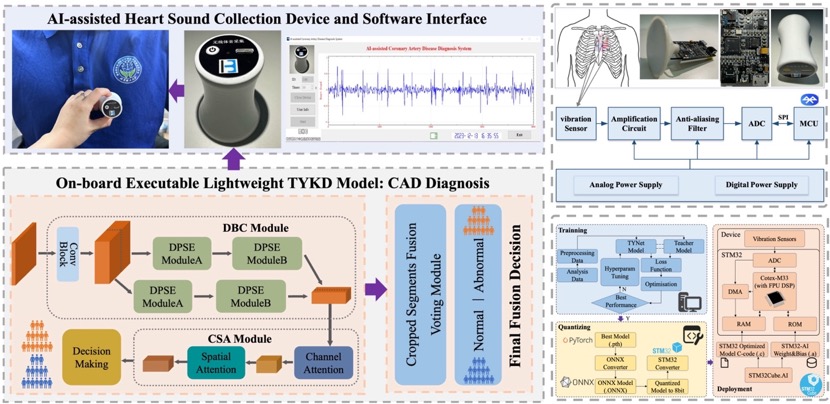 AI-assisted Heart Sound Collection Device and Software Interface
AI-assisted Coronary Artery Disease Diagnosis System
Exit
On-board Executable Lightweight TYKD Model: CAD Diagnosis
Conv
Block
DBC Module
DPSE
ModuleA
DPSE
ModuleB
DPSE
ModuleA
DPSE
ModuleB
CSA Module
Decision
Making
Spatial
Attention
Channel
Attention
Cropped Segments Fusion
Voting Module
Normal | Abnormal
Final Fusion Decision
vibration
Sensor
Amplification
Circuit
Anti-aliasing
Filter
ADC
SPI
MCU
Analog Power Supply
Digital Power Supply
Trainning
Preprocessing
Data
Analysis
Data
TYNet
Model
Teacher
Model
Hyperparam
Tuning
Loss
Function
Optimisation
N
Best
Performance
Y
Quantizing
PyTorch
Best Model
(.pth)
STM32
ONNX
Converter
STM32
Converter
ONNX
ONNX Model
(.ONNX)
Quantized
Model to 8bit
Device
Vibration Sensors
STM32
ADC
DMA
Cotex-M33
(with FPU DSP)
RAM
ROM
STM32 Optimized
Model C-code (.c)
STM32-AI
Weight&Bias (.a)
STM32Cube.AI
Deployment